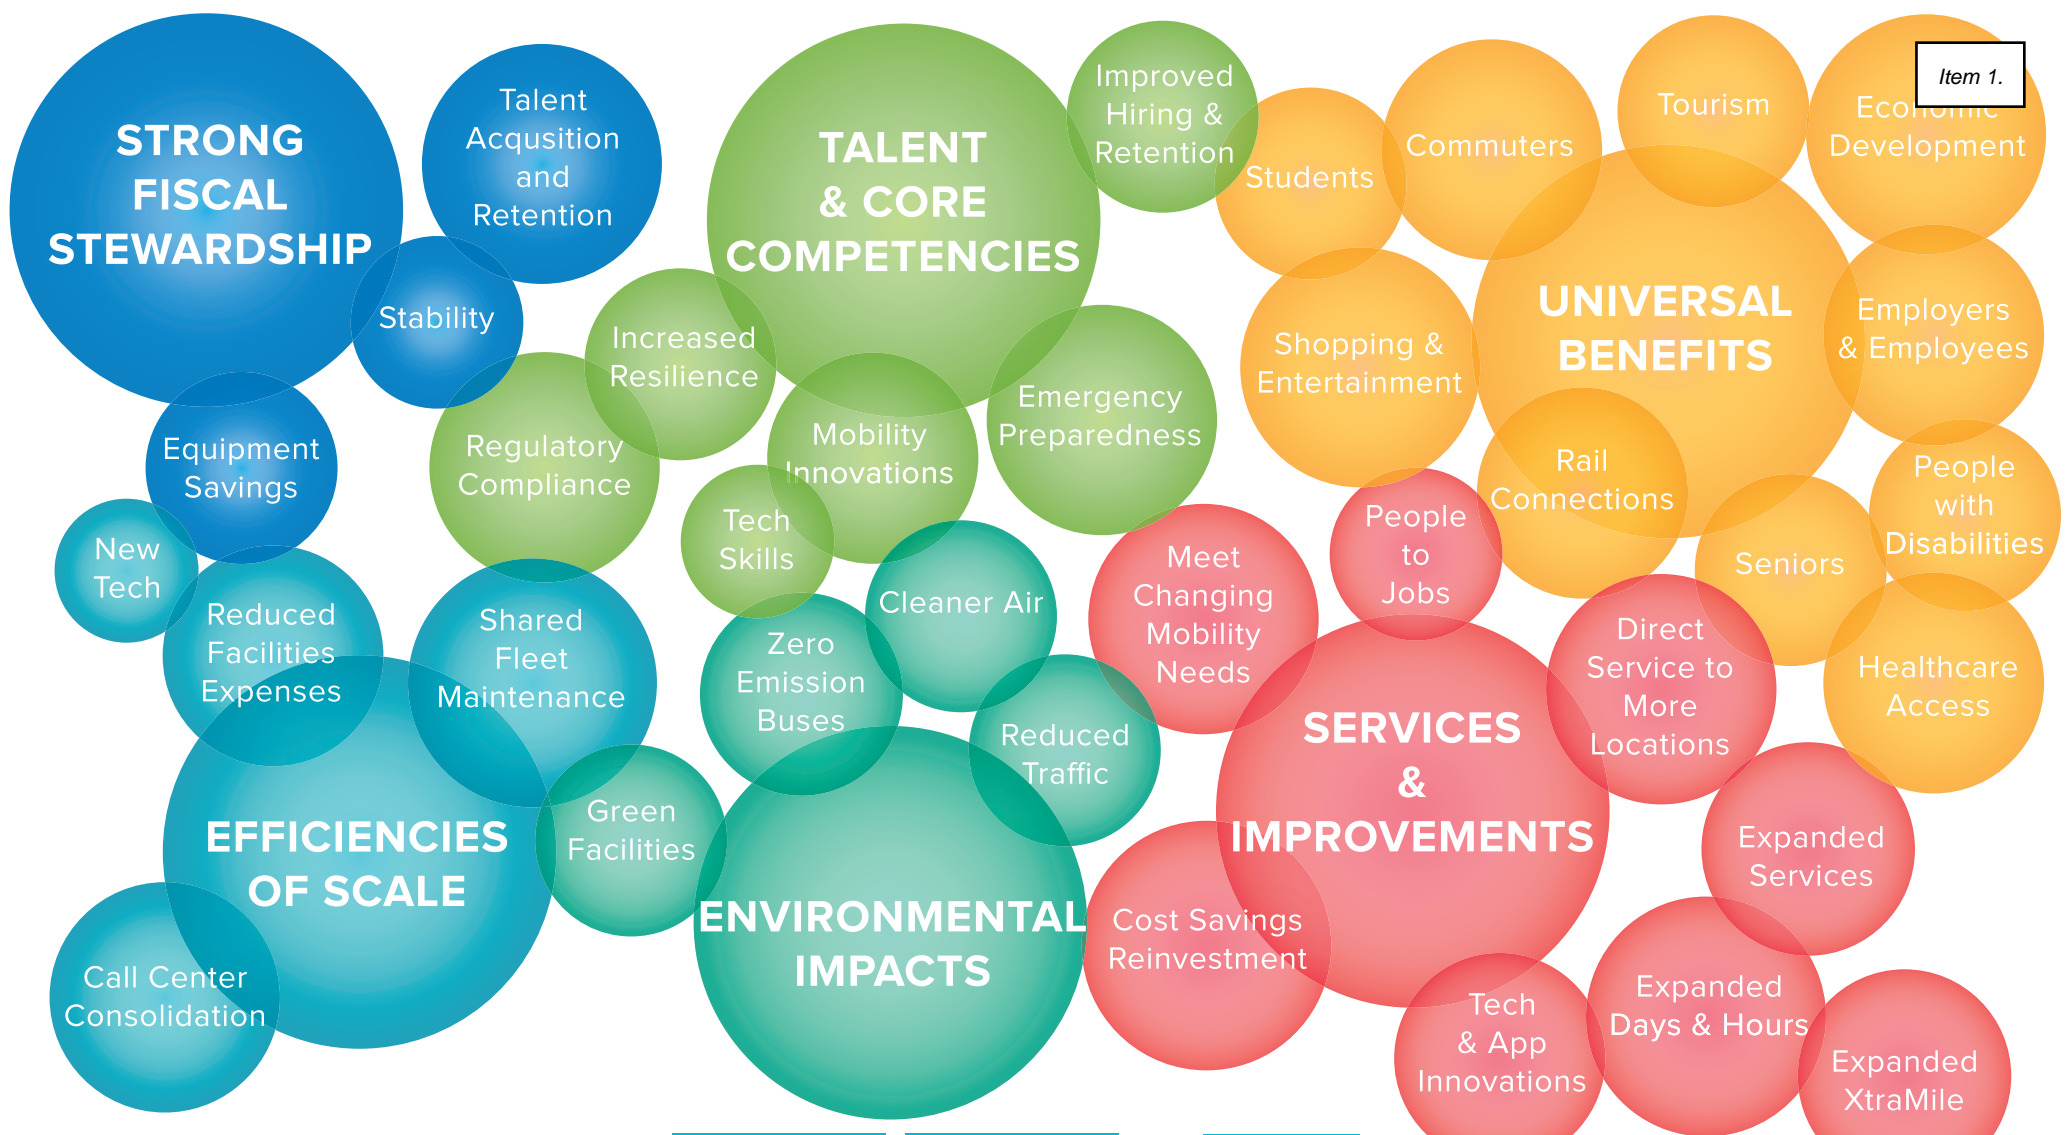 STRONG
FISCAL
STEWARDSHIP
Talent
Acqusition
and
Retention
Stability
Equipment
Savings
TALENT
& CORE
COMPETENCIES
Improved
Hiring &
Retention
Increased
Resilience
Regulatory
Compliance
Mobility
Innovations
Emergency
Preparedness
Tech
Skills
Students
Commuters
Tourism
Economic
Development
Item 1.
UNIVERSAL
BENEFITS
Shopping &
Entertainment
Employers
& Employees
Rail
Connections
People
with
Disabilities
Seniors
Healthcare
Access
New
Tech
Reduced
Facilities
Expenses
Shared
Fleet
Maintenance
EFFICIENCIES
OF SCALE
Call Center
Consolidation
Cleaner Air
Zero
Emission
Buses
Reduced
Traffic
Green
Facilities
ENVIRONMENTAL
IMPACTS
Meet
Changing
Mobility
Needs
People
to
Jobs
Direct
Service to
More
Locations
SERVICES
&
IMPROVEMENTS
Expanded
Services
Cost Savings
Reinvestment
Tech
& App
Innovations
Expanded
Days & Hours
Expanded
XtraMile